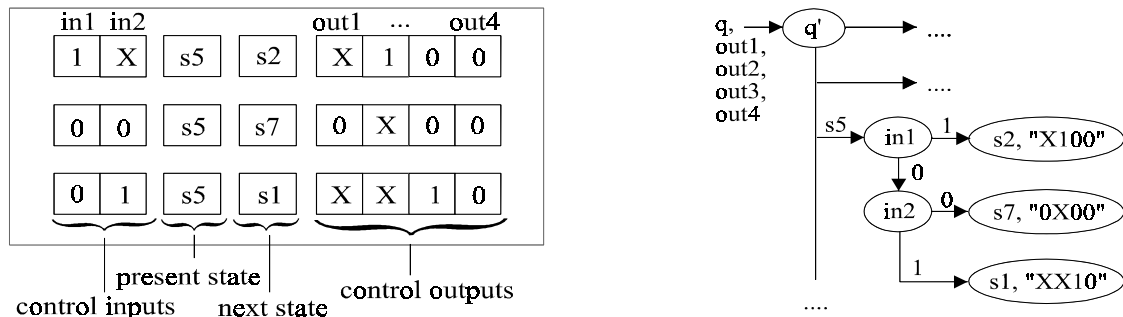 in1 in2 out1 ... out4
1 X s5 s2 X 1 0 0
0 0 s5 s7 0 X 0 0
0 1 s5 s1 X X 1 0
control inputs
present state
next state
control outputs
q,
out1,
out2,
out3,
out4
q'
....
....
s5 in1 1 s2, "X100"
0
in2 0 s7, "0X00"
1 s1, "XX10"
....